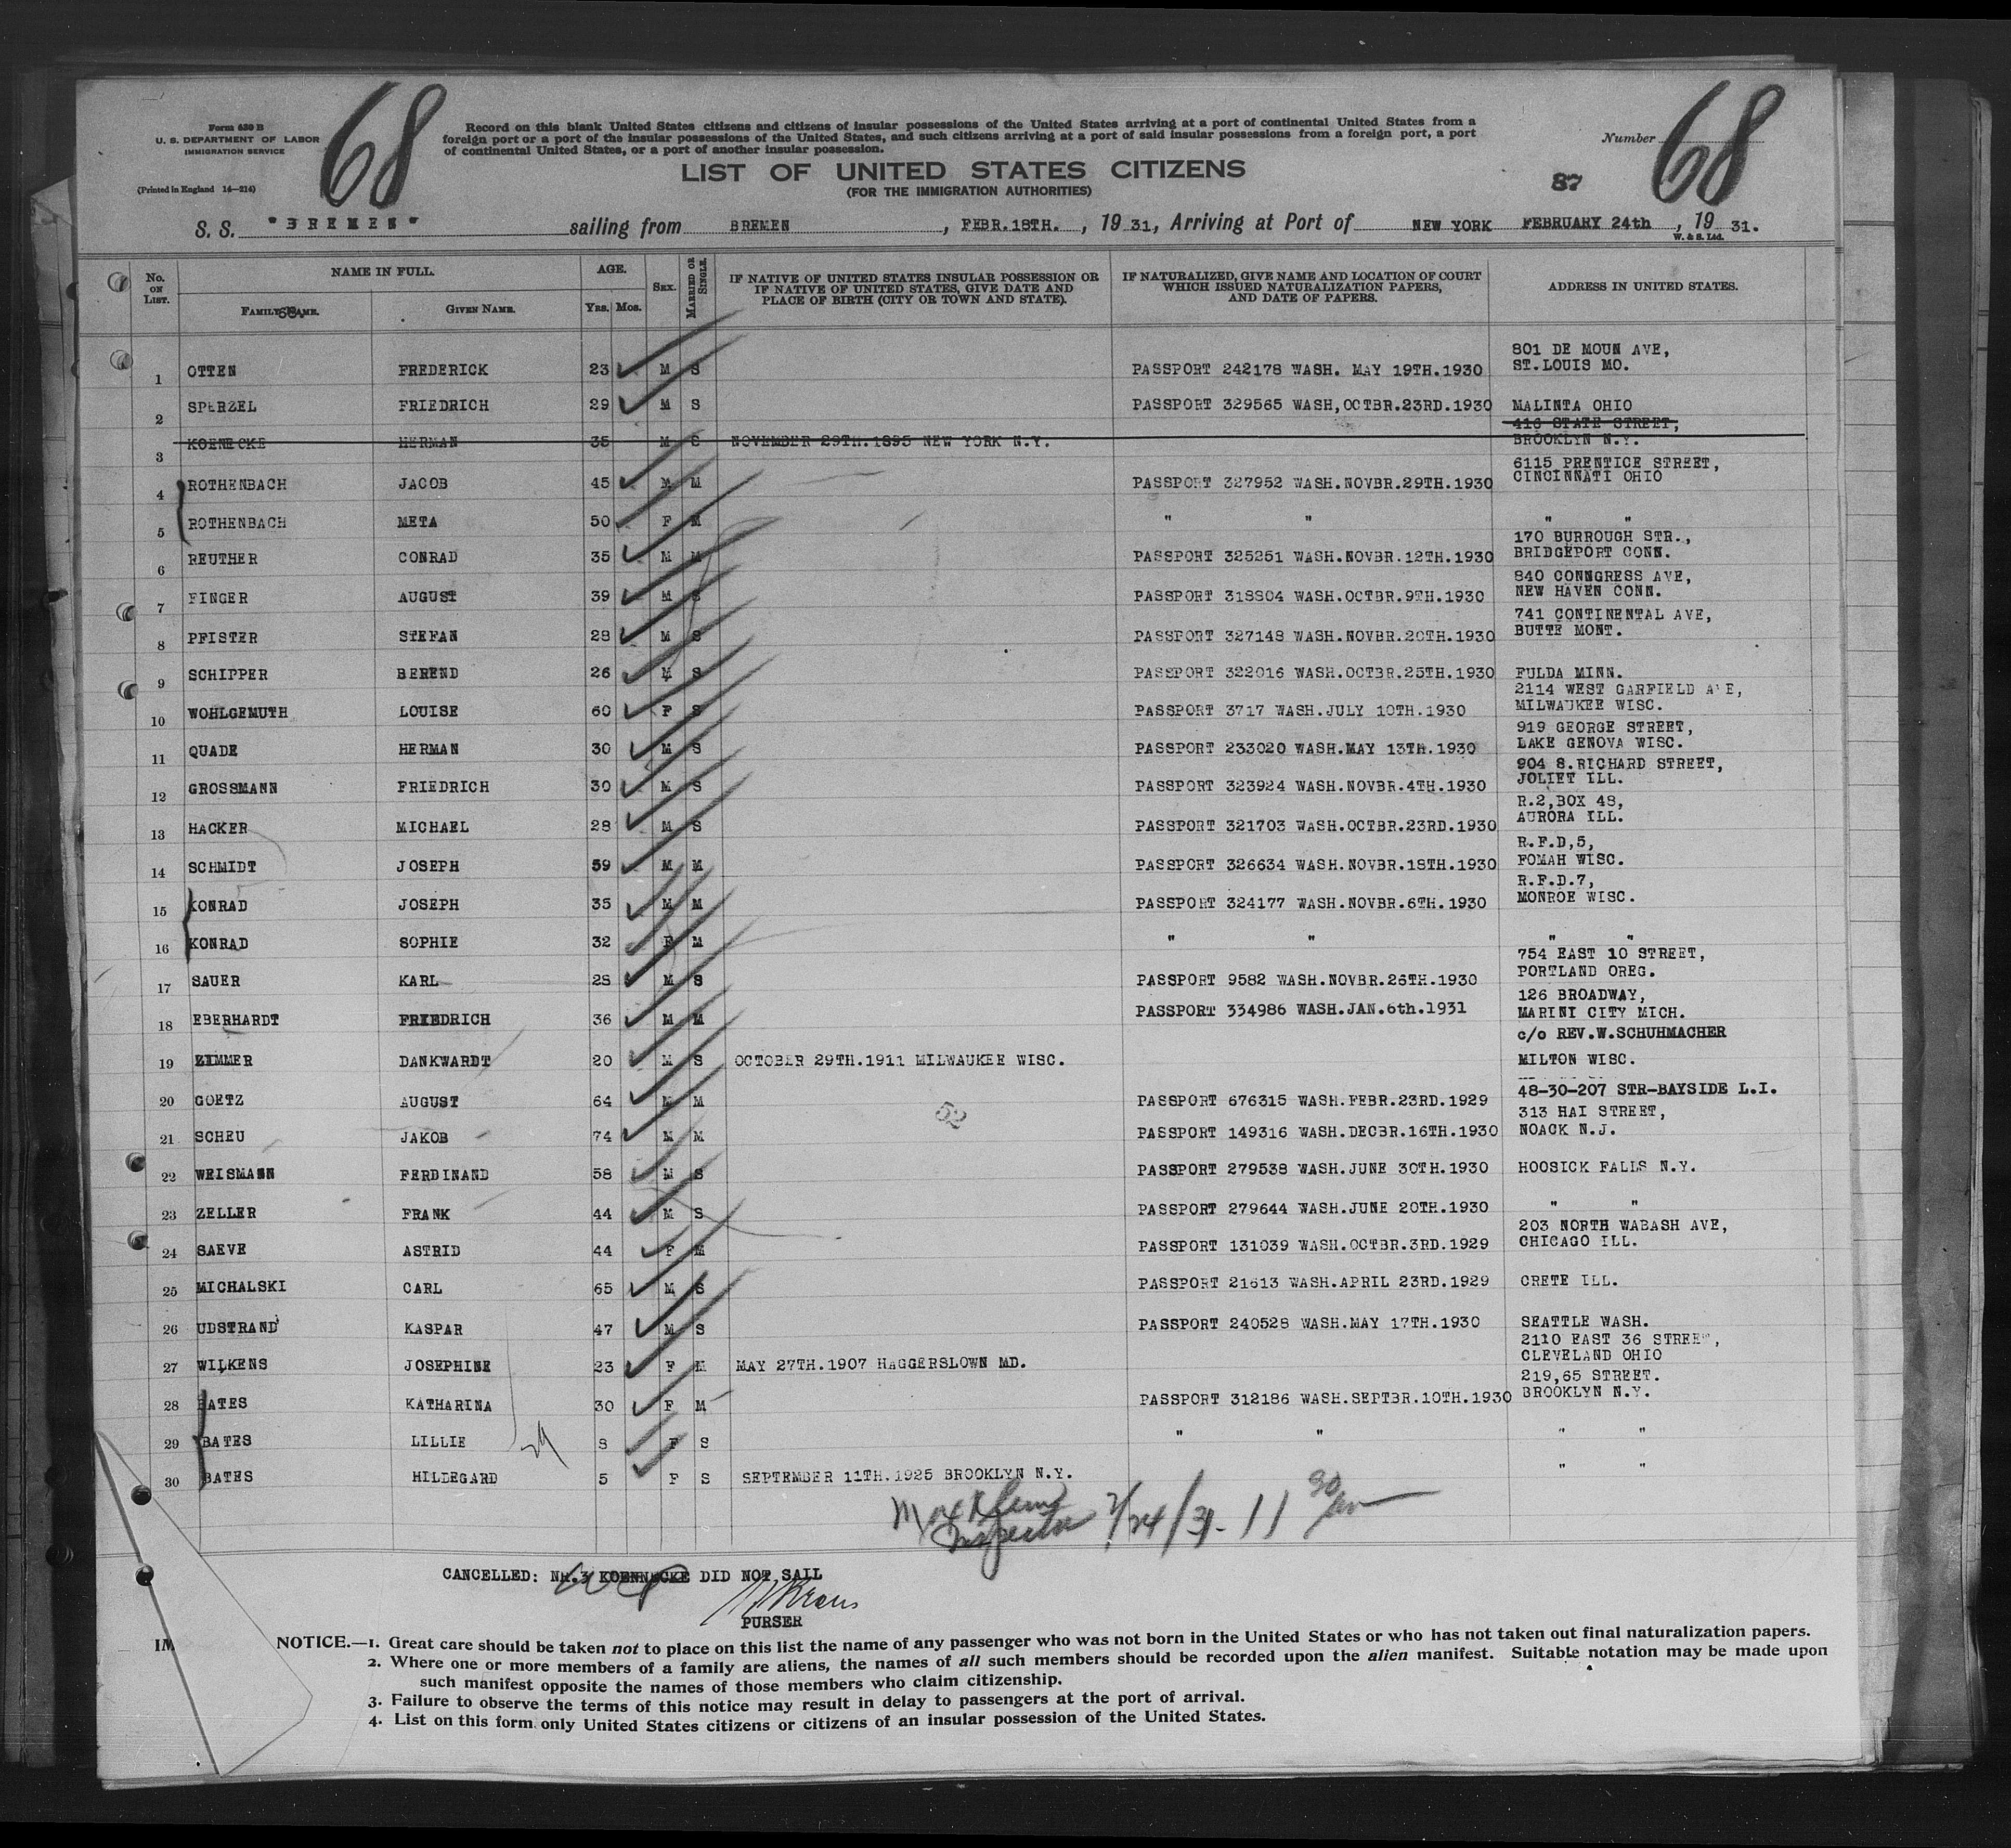 68
68
Form 630 B
U. S. DEPARTMENT OF LABOR
IMMIGRATION SERVICE
(Printed in England 14—214)
Record on this blank United States citizens and citizens of insular possessions of the United States arriving at a port of continental United States from a
foreign port or a port of the insular possessions of the United States, and such citizens arriving at a port of said insular possessions from a foreign port, a port
of continental United States, or a port of another insular possession.
Number
LIST OF UNITED STATES CITIZENS
(FOR THE IMMIGRATION AUTHORITIES)
87
S. S. "BREMEN" sailing from BREMEN, FEBR.18TH., 19 31, Arriving at Port of NEW YORK FEBRUARY 24th, 19 31.
W. & S. Ltd.
No. ON LIST. NAME IN FULL. AGE. SEX. MARRIED OR SINGLE. IF NATIVE OF UNITED STATES INSULAR POSSESSION OR IF NATIVE OF UNITED STATES, GIVE DATE AND PLACE OF BIRTH (CITY OR TOWN AND STATE). IF NATURALIZED, GIVE NAME AND LOCATION OF COURT WHICH ISSUED NATURALIZATION PAPERS, AND DATE OF PAPERS. ADDRESS IN UNITED STATES.
FAMILY NAME. GIVEN NAME. YRS. MOS.
801 DE MOUN AVE,
1 OTTEN FREDERICK 23 M S PASSPORT 242178 WASH. MAY 19TH.1930 ST.LOUIS MO.
2 SPERZEL FRIEDRICH 29 M S PASSPORT 329565 WASH,OCTBR.23RD.1930 MALINTA OHIO
416 STATE STREET,
3 KOENECKE HERMAN 35 M S NOVEMBER 29TH.1895 NEW YORK N.Y. BROOKLYN N.Y.
6115 PRENTICE STREET,
4 ROTHENBACH JACOB 45 M M PASSPORT 327952 WASH.NOVBR.29TH.1930 CINCINNATI OHIO
5 ROTHENBACH META 50 F M " " " "
170 BURROUGH STR.,
6 REUTHER CONRAD 35 M M PASSPORT 325251 WASH.NOVBR.12TH.1930 BRIDGEPORT CONN.
840 CONNGRESS AVE,
7 FINGER AUGUST 39 M S PASSPORT 318804 WASH.OCTBR.9TH.1930 NEW HAVEN CONN.
741 CONTINENTAL AVE,
8 PFISTER STEFAN 28 M S PASSPORT 327148 WASH.NOVBR.20TH.1930 BUTTE MONT.
9 SCHIPPER BEREND 26 M S PASSPORT 322016 WASH.OCTBR.25TH.1930 FULDA MINN.
2114 WEST GARFIELD AVE,
10 WOHLGEMUTH LOUISE 60 F S PASSPORT 3717 WASH.JULY 10TH.1930 MILWAUKEE WISC.
919 GEORGE STREET,
11 QUADE HERMAN 30 M S PASSPORT 233020 WASH.MAY 13TH.1930 LAKE GENOVA WISC.
904 S.RICHARD STREET,
12 GROSSMANN FRIEDRICH 30 M S PASSPORT 323924 WASH.NOVBR.4TH.1930 JOLIET ILL.
R.2,BOX 48,
13 HACKER MICHAEL 28 M S PASSPORT 321703 WASH.OCTBR.23RD.1930 AURORA ILL.
R.F.D,5,
14 SCHMIDT JOSEPH 59 M M PASSPORT 326634 WASH.NOVBR.18TH.1930 FOMAH WISC.
R.F.D.7,
15 KONRAD JOSEPH 35 M M PASSPORT 324177 WASH.NOVBR.6TH.1930 MONROE WISC.
16 KONRAD SOPHIE 32 F M " " " "
754 EAST 10 STREET,
17 SAUER KARL 28 M S PASSPORT 9582 WASH.NOVBR.26TH.1930 PORTLAND OREG.
126 BROADWAY,
18 EBERHARDT FRIEDRICH 36 M M PASSPORT 334986 WASH.JAN.6th.1931 MARINI CITY MICH.
c/o REV.W.SCHUHMACHER
19 ZIMMER DANKWARDT 20 M S OCTOBER 29TH.1911 MILWAUKEE WISC. MILTON WISC.
20 GOETZ AUGUST 64 M M PASSPORT 676315 WASH.FEBR.23RD.1929 48-30-207 STR-BAYSIDE L.I.
52
313 HAI STREET,
21 SCHEU JAKOB 74 M M PASSPORT 149316 WASH.DECBR.16TH.1930 NOACK N.J.
22 WEISMANN FERDINAND 58 M S PASSPORT 279538 WASH.JUNE 30TH.1930 HOOSICK FALLS N.Y.
23 ZELLER FRANK 44 M S PASSPORT 279644 WASH.JUNE 20TH.1930 " "
203 NORTH WABASH AVE,
24 SAEVE ASTRID 44 F M PASSPORT 131039 WASH.OCTBR.3RD.1929 CHICAGO ILL.
25 MICHALSKI CARL 65 M S PASSPORT 21613 WASH.APRIL 23RD.1929 CRETE ILL.
26 UDSTRAND KASPAR 47 M S PASSPORT 240528 WASH.MAY 17TH.1930 SEATTLE WASH.
2110 EAST 36 STREET,
27 WILKENS JOSEPHINE 23 F M MAY 27TH.1907 HAGGERSLOWN MD. CLEVELAND OHIO
219,65 STREET.
28 BATES KATHARINA 30 F M PASSPORT 312186 WASH.SEPTBR.10TH.1930 BROOKLYN N.Y.
29 BATES LILLIE 8 F S " " " "
30 BATES HILDEGARD 5 F S SEPTEMBER 11TH.1925 BROOKLYN N.Y. " "
29
Inspector 2/24/31-11 30 am
CANCELLED: NR.3 KOENNECKE DID NOT SAIL
PURSER
IM
NOTICE.—1. Great care should be taken not to place on this list the name of any passenger who was not born in the United States or who has not taken out final naturalization papers.
2. Where one or more members of a family are aliens, the names of all such members should be recorded upon the alien manifest. Suitable notation may be made upon
such manifest opposite the names of those members who claim citizenship.
3. Failure to observe the terms of this notice may result in delay to passengers at the port of arrival.
4. List on this form only United States citizens or citizens of an insular possession of the United States.